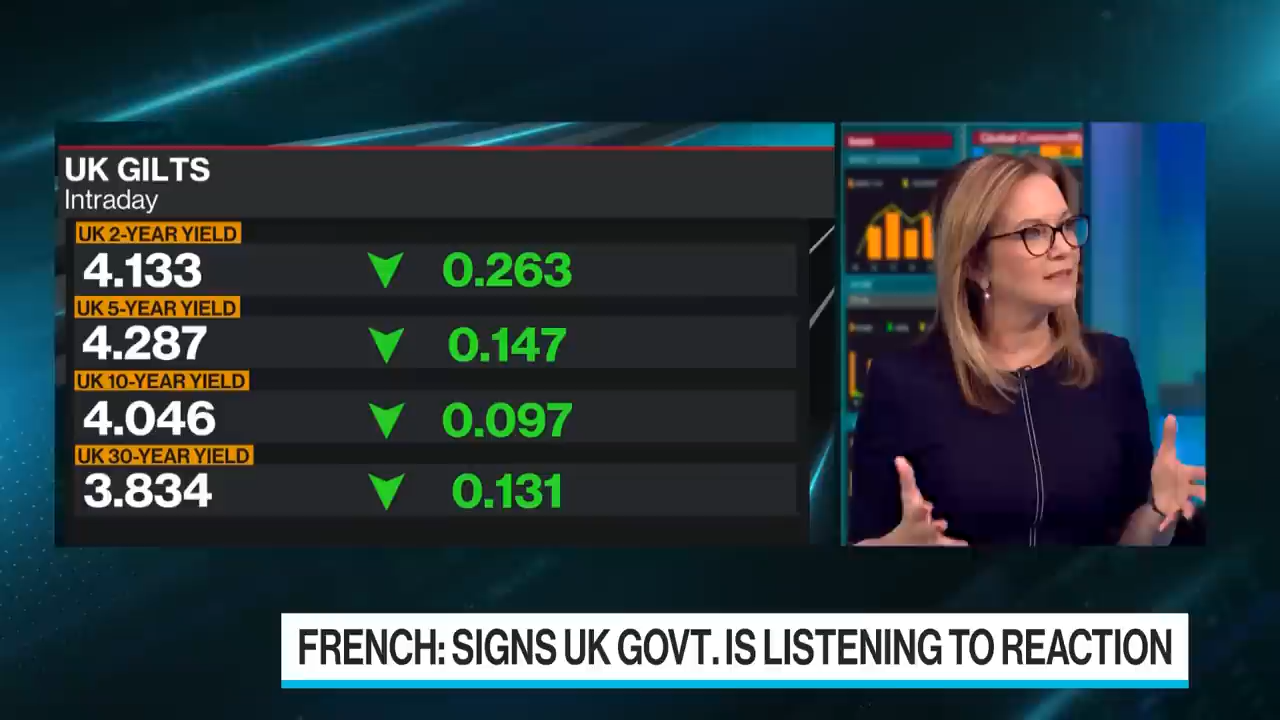 UK GILTS
Intraday
UK 2-YEAR YIELD
4.133 0.263
UK 5-YEAR YIELD
4.287 0.147
UK 10-YEAR YIELD
4.046 0.097
UK 30-YEAR YIELD
3.834 0.131
FRENCH: SIGNS UK GOVT. IS LISTENING TO REACTION